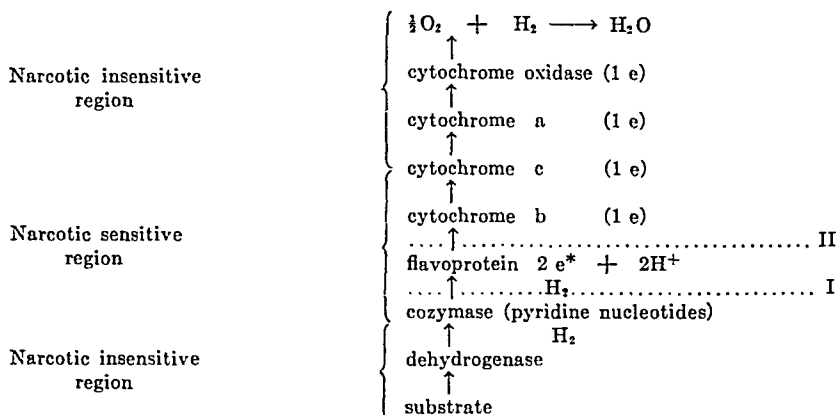 ½O₂ + H₂ ⟶ H₂O
Narcotic insensitive
region
cytochrome oxidase (1 e)
cytochrome a (1 e)
cytochrome c (1 e)
cytochrome b (1 e)
Narcotic sensitive
region
II
flavoprotein 2 e* + 2H⁺
H₂
I
cozymase (pyridine nucleotides)
H₂
Narcotic insensitive
region
dehydrogenase
substrate